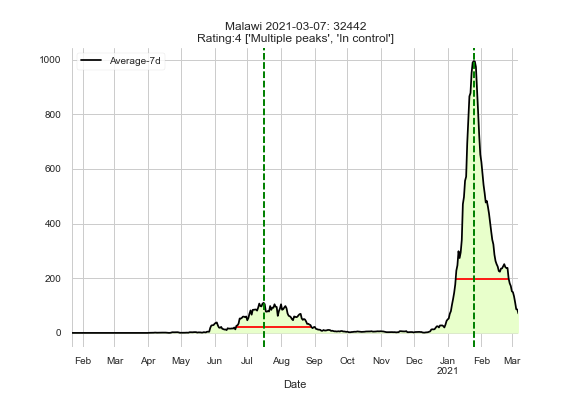 Malawi 2021-03-07: 32442
Rating:4 ['Multiple peaks', 'In control']
Average-7d
1000
800
600
400
200
0
Feb Mar Apr May Jun Jul Aug Sep Oct Nov Dec Jan Feb Mar
2021
Date